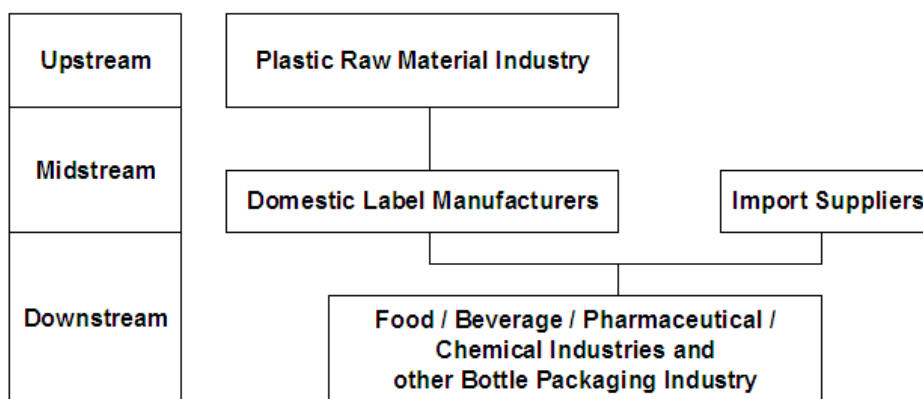 Upstream
Plastic Raw Material Industry
Midstream
Domestic Label Manufacturers
Import Suppliers
Downstream
Food / Beverage / Pharmaceutical /
Chemical Industries and
other Bottle Packaging Industry